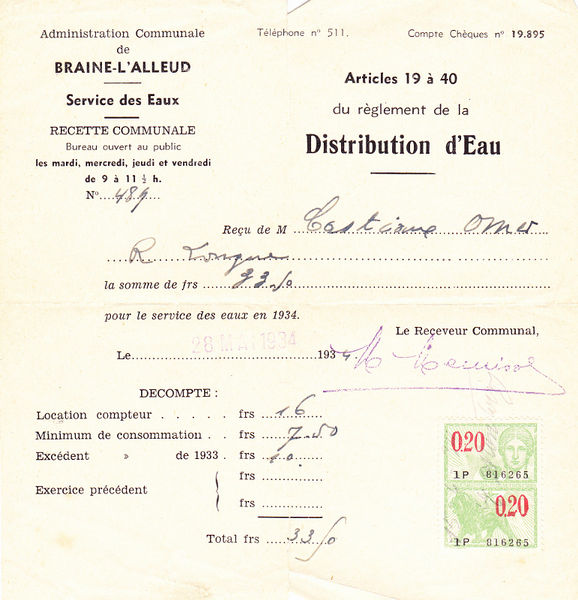 Administration Communale
de
BRAINE-L'ALLEUD
Service des Eaux
RECETTE COMMUNALE
Bureau ouvert au public
les mardi, mercredi, jeudi et vendredi
de 9 à 11 ½ h.
N° 489
Téléphone n° 511.
Compte Chèques n° 19.895
Articles 19 à 40
du règlement de la
Distribution d'Eau
Reçu de M Castiaux Omer
R. Longue
la somme de frs 33.50
pour le service des eaux en 1934.
Le 28 MAI 1934 1934
Le Receveur Communal,
DECOMPTE :
Location compteur . . . . . frs 16
Minimum de consommation . . frs 7.50
Excédent » de 1933 . frs 10
Exercice précédent
frs
frs
Total frs 33.50
0.20
1P 816265
0.20
1P 816265